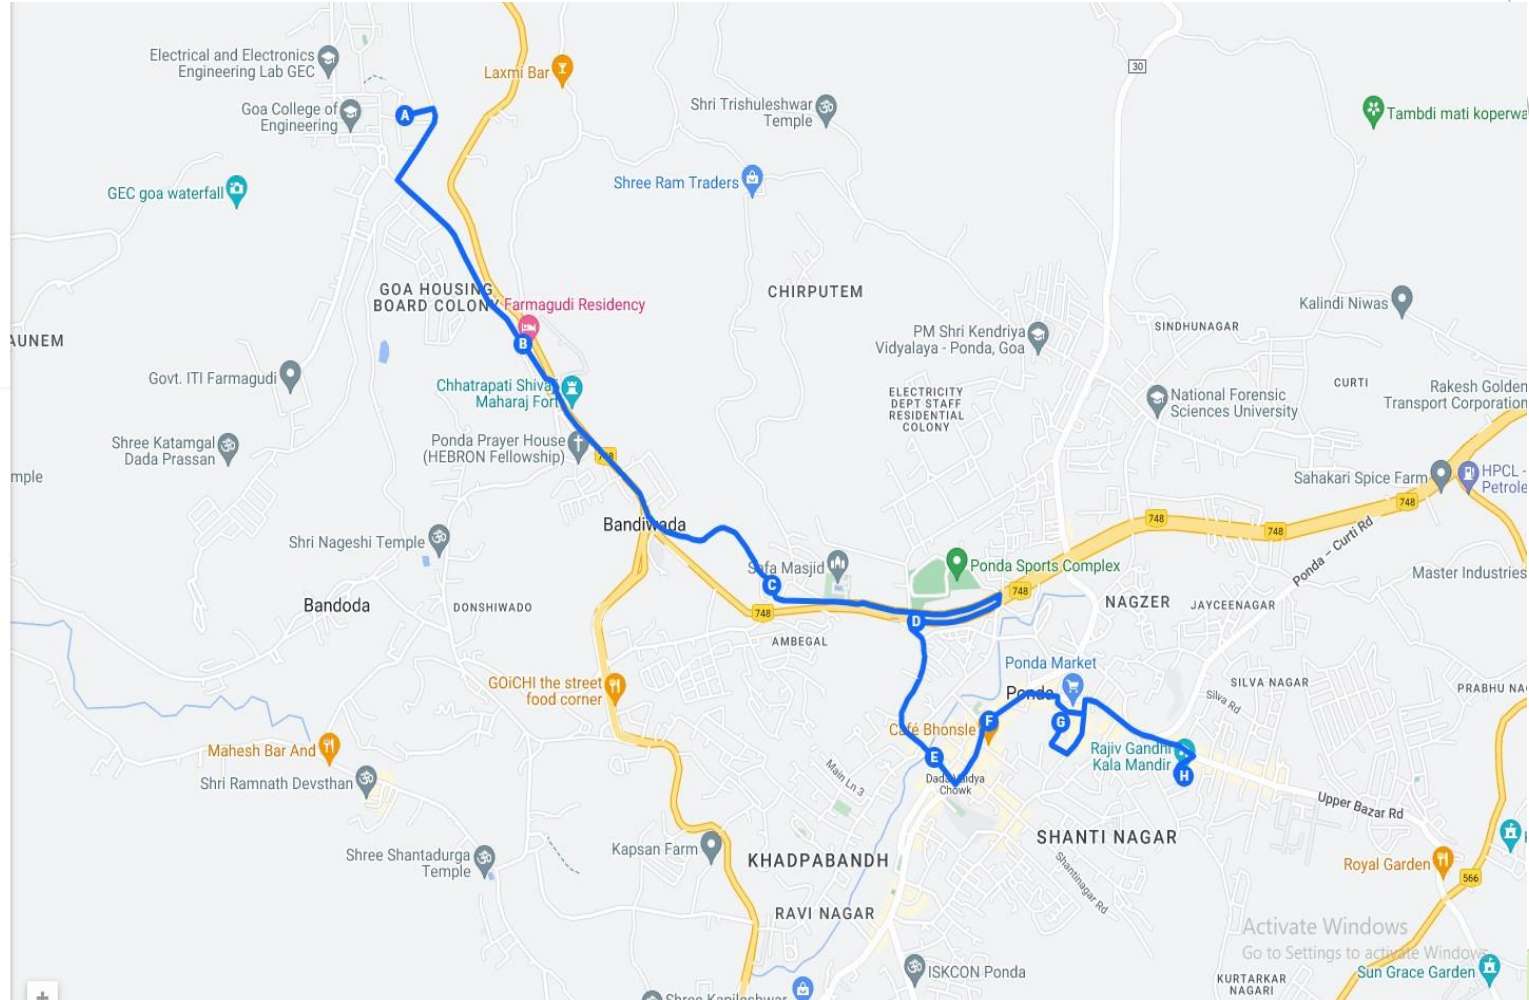 Electrical and Electronics
Engineering Lab GEC
Laxmi Bar
30
Goa College of
Engineering
A
Shri Trishuleshwar
Temple
Tambdi mati koperwa
GEC goa waterfall
Shree Ram Traders
GOA HOUSING
BOARD COLONY
Farmagudi Residency
CHIRPUTEM
Kalindi Niwas
AUNEM
B
PM Shri Kendriya
Vidyalaya - Ponda, Goa
SINDHUNAGAR
Govt. ITI Farmagudi
Chhatrapati Shivaji
Maharaj Fort
ELECTRICITY
DEPT STAFF
RESIDENTIAL
COLONY
CURTI
National Forensic
Sciences University
Rakesh Golden
Transport Corporation
Shree Katamgal
Dada Prassan
Ponda Prayer House
(HEBRON Fellowship)
748
mple
Sahakari Spice Farm
HPCL -
Petrole
748
748
748
Bandiwada
Shri Nageshi Temple
Ponda – Curti Rd
Safa Masjid
C
Ponda Sports Complex
Master Industries
748
Bandoda
DONSHIWADO
748
D
NAGZER
JAYCEENAGAR
AMBEGAL
Ponda Market
GOiCHI the street
food corner
Ponda
SILVA NAGAR
Silva Rd
PRABHU NA
Café Bhonsle
F
G
Mahesh Bar And
Rajiv Gandhi
Kala Mandir
E
H
Shri Ramnath Devsthan
Main Ln 3
Dada Vaidya
Chowk
Upper Bazar Rd
SHANTI NAGAR
Shree Shantadurga
Temple
Kapsan Farm
KHADPABANDH
Royal Garden
566
Shantinagar Rd
RAVI NAGAR
Activate Windows
Go to Settings to activate Windows.
ISKCON Ponda
KURTARKAR
NAGARI
Sun Grace Garden
Shree Kapileshwar
+